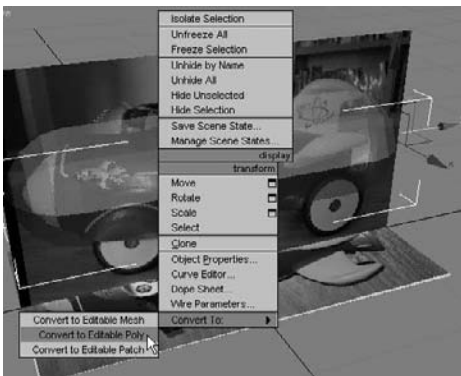 Isolate Selection
Unfreeze All
Freeze Selection
Unhide by Name
Unhide All
Hide Unselected
Hide Selection
Save Scene State...
Manage Scene States...
display
transform
Move
Rotate
Scale
Select
Clone
Object Properties...
Curve Editor...
Dope Sheet...
Wire Parameters...
Convert To:
Convert to Editable Mesh
Convert to Editable Poly
Convert to Editable Patch